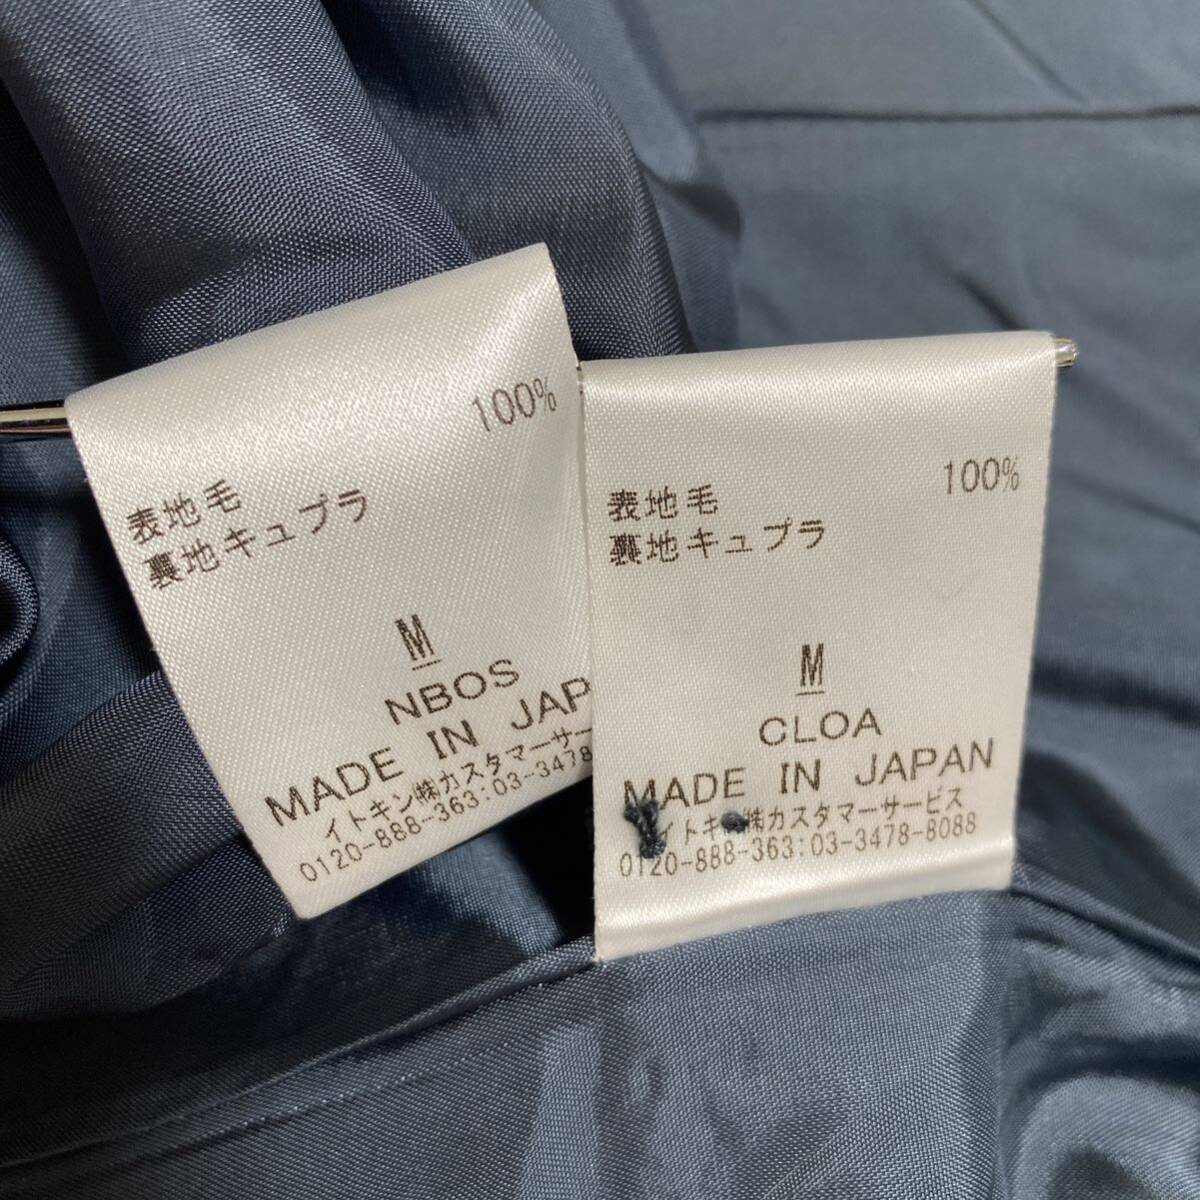 100%
表地毛
裏地キュプラ
M
NBOS
MADE IN JAP
イトキン㈱カスタマーサー
0120-888-363:03-3478
100%
表地毛
裏地キュプラ
M
CLOA
MADE IN JAPAN
イトキン㈱カスタマーサービス
0120-888-363:03-3478-8088